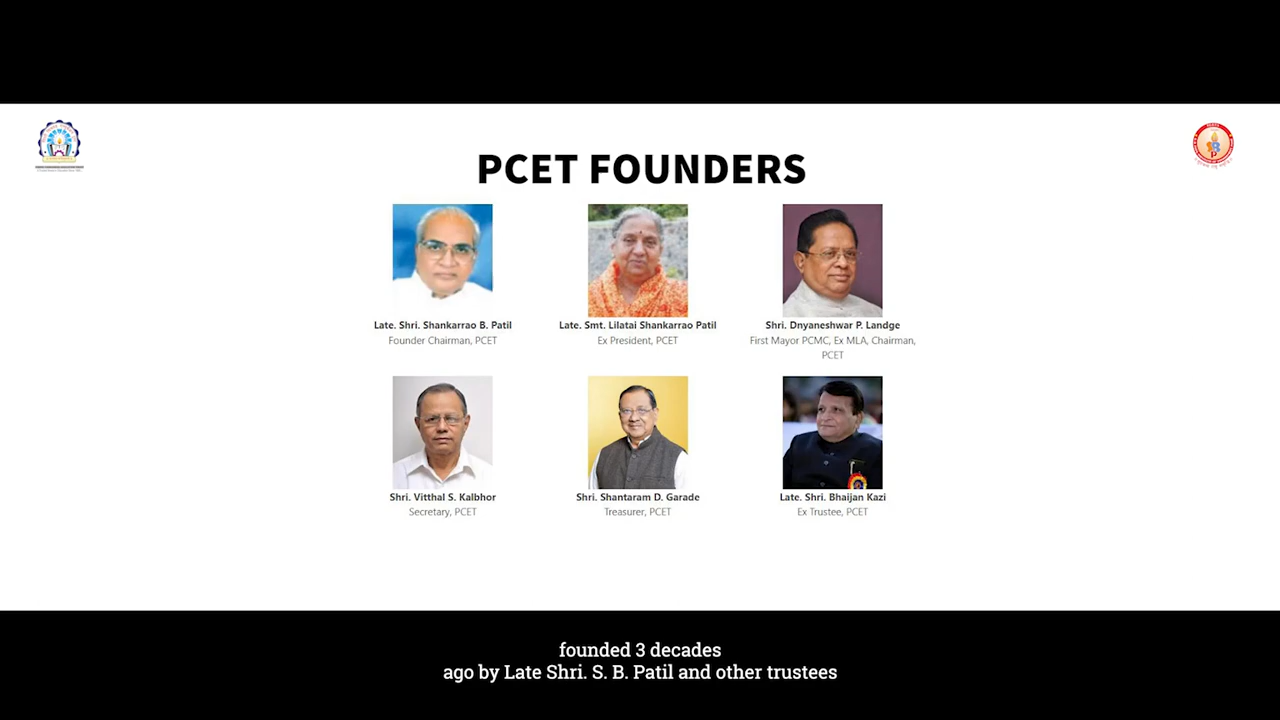 PCET FOUNDERS
Late. Shri. Shankarrao B. Patil
Founder Chairman, PCET
Late. Smt. Lilatai Shankarrao Patil
Ex President, PCET
Shri. Dnyaneshwar P. Landge
First Mayor PCMC, Ex MLA, Chairman,
PCET
Shri. Vitthal S. Kalbhor
Secretary, PCET
Shri. Shantaram D. Garade
Treasurer, PCET
Late. Shri. Bhaijan Kazi
Ex Trustee, PCET
founded 3 decades
ago by Late Shri. S. B. Patil and other trustees